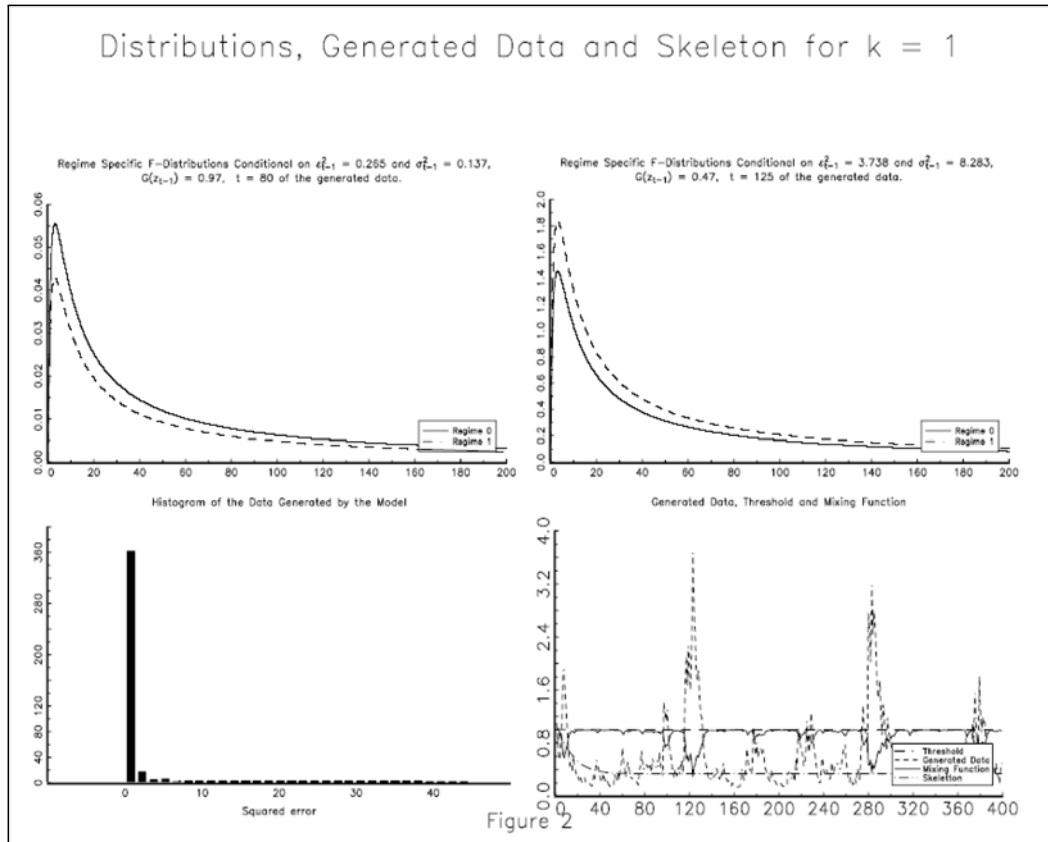 Distributions, Generated Data and Skeleton for k = 1
Regime Specific F-Distributions Conditional on ε²ₜ₋₁ = 0.265 and σ²ₜ₋₁ = 0.137,
G(zₜ₋₁) = 0.97, t = 80 of the generated data.
0.06
0.05
0.04
0.03
0.02
0.01
0.00
Regime 0
Regime 1
0 20 40 60 80 100 120 140 160 180 200
Regime Specific F-Distributions Conditional on ε²ₜ₋₁ = 3.738 and σ²ₜ₋₁ = 8.283,
G(zₜ₋₁) = 0.47, t = 125 of the generated data.
2.0
1.8
1.6
1.4
1.2
1.0
0.8
0.6
0.4
0.2
0.0
Regime 0
Regime 1
0 20 40 60 80 100 120 140 160 180 200
Histogram of the Data Generated by the Model
360
280
200
120
80
40
0
0 10 20 30 40
Squared error
Generated Data, Threshold and Mixing Function
4.0
3.2
2.4
1.6
0.8
0.0
Threshold
Generated Data
Mixing Function
Skeletton
0 40 80 120 160 200 240 280 320 360 400
Figure 2